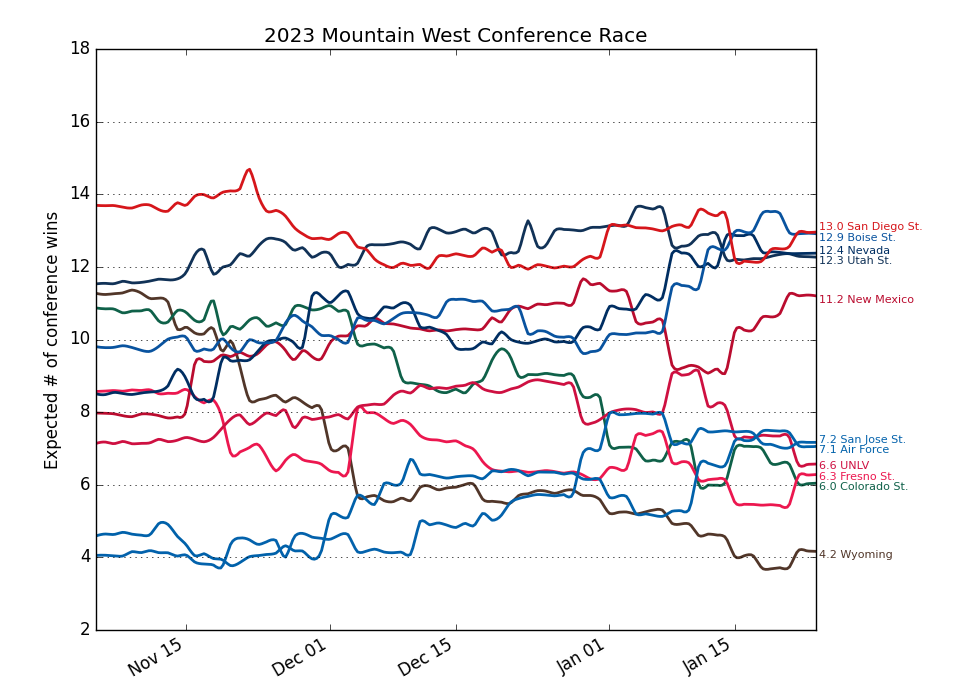 2023 Mountain West Conference Race
Expected # of conference wins
18
16
14
12
10
8
6
4
2
Nov 15
Dec 01
Dec 15
Jan 01
Jan 15
13.0 San Diego St.
12.9 Boise St.
12.4 Nevada
12.3 Utah St.
11.2 New Mexico
7.2 San Jose St.
7.1 Air Force
6.6 UNLV
6.3 Fresno St.
6.0 Colorado St.
4.2 Wyoming